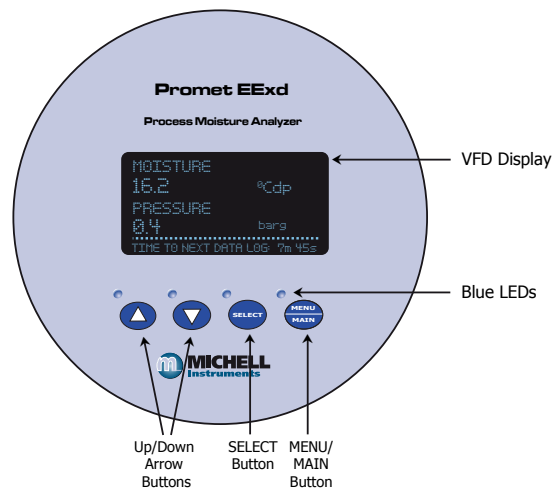 Promet EExd
Process Moisture Analyzer
MOISTURE
16.2 °Cdp
PRESSURE
0.4 barg
TIME TO NEXT DATA LOG: 7m 45s
VFD Display
Blue LEDs
SELECT
MENU
MAIN
m
MICHELL
Instruments
Up/Down
Arrow
Buttons
SELECT
Button
MENU/
MAIN
Button